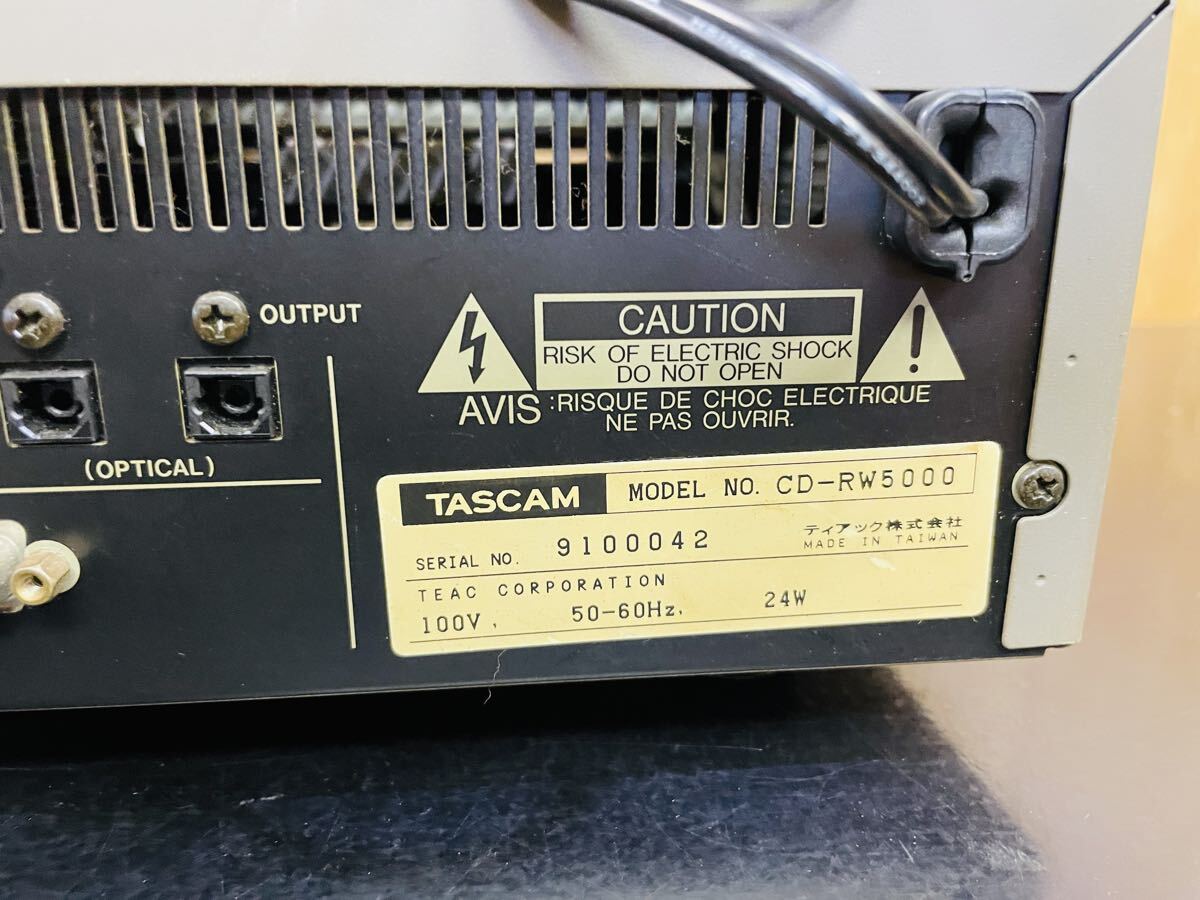 OUTPUT
(OPTICAL)
CAUTION
RISK OF ELECTRIC SHOCK
DO NOT OPEN
AVIS :RISQUE DE CHOC ELECTRIQUE
NE PAS OUVRIR.
TASCAM MODEL NO. CD-RW5000
SERIAL NO. 9100042
ティアック株式会社
MADE IN TAIWAN
TEAC CORPORATION
100V, 50-60Hz, 24W